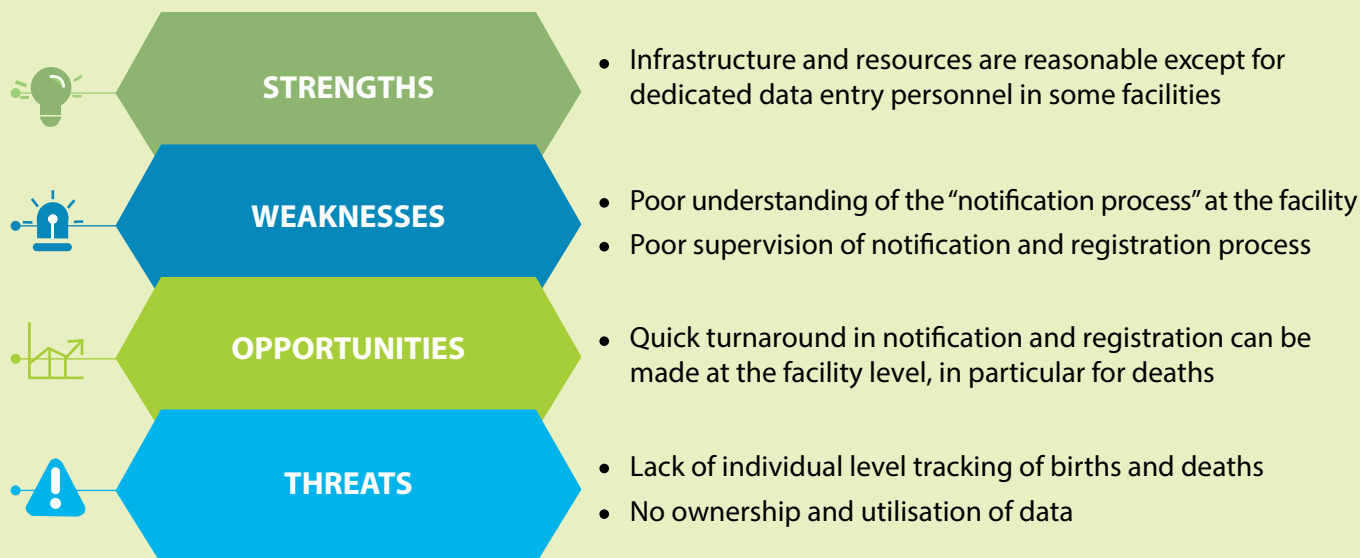 STRENGTHS
• Infrastructure and resources are reasonable except for
dedicated data entry personnel in some facilities
WEAKNESSES
• Poor understanding of the “notification process” at the facility
• Poor supervision of notification and registration process
OPPORTUNITIES
• Quick turnaround in notification and registration can be
made at the facility level, in particular for deaths
THREATS
• Lack of individual level tracking of births and deaths
• No ownership and utilisation of data